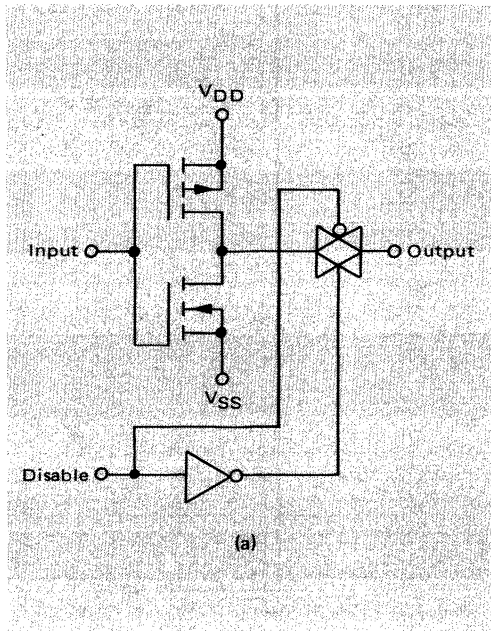 VDD
Input
Output
VSS
Disable
(a)